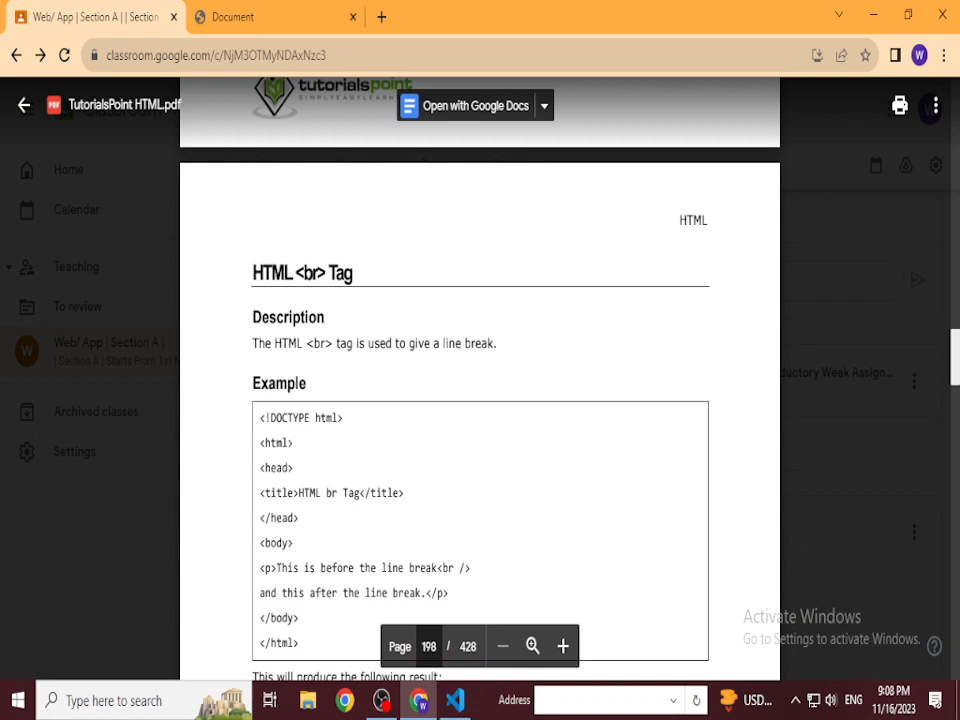 Web/ App | Section A | | Section
Document
classroom.google.com/c/NjM3OTMyNDAxNzc3
W
TutorialsPoint HTML.pdf
tutorialspoint
SIMPLYEASYLEARN
Open with Google Docs
Home
Calendar
Teaching
To review
W
Web/ App | Section A |
| Section A | Starts From 1st
Archived classes
Settings
HTML
HTML <br> Tag
Description
The HTML <br> tag is used to give a line break.
Example
<!DOCTYPE html>
<html>
<head>
<title>HTML br Tag</title>
</head>
<body>
<p>This is before the line break<br />
and this after the line break.</p>
</body>
</html>
This will produce the following result:
Page 198 / 428
Activate Windows
Go to Settings to activate Windows.
Type here to search
Address
USD...
ENG
9:08 PM
11/16/2023